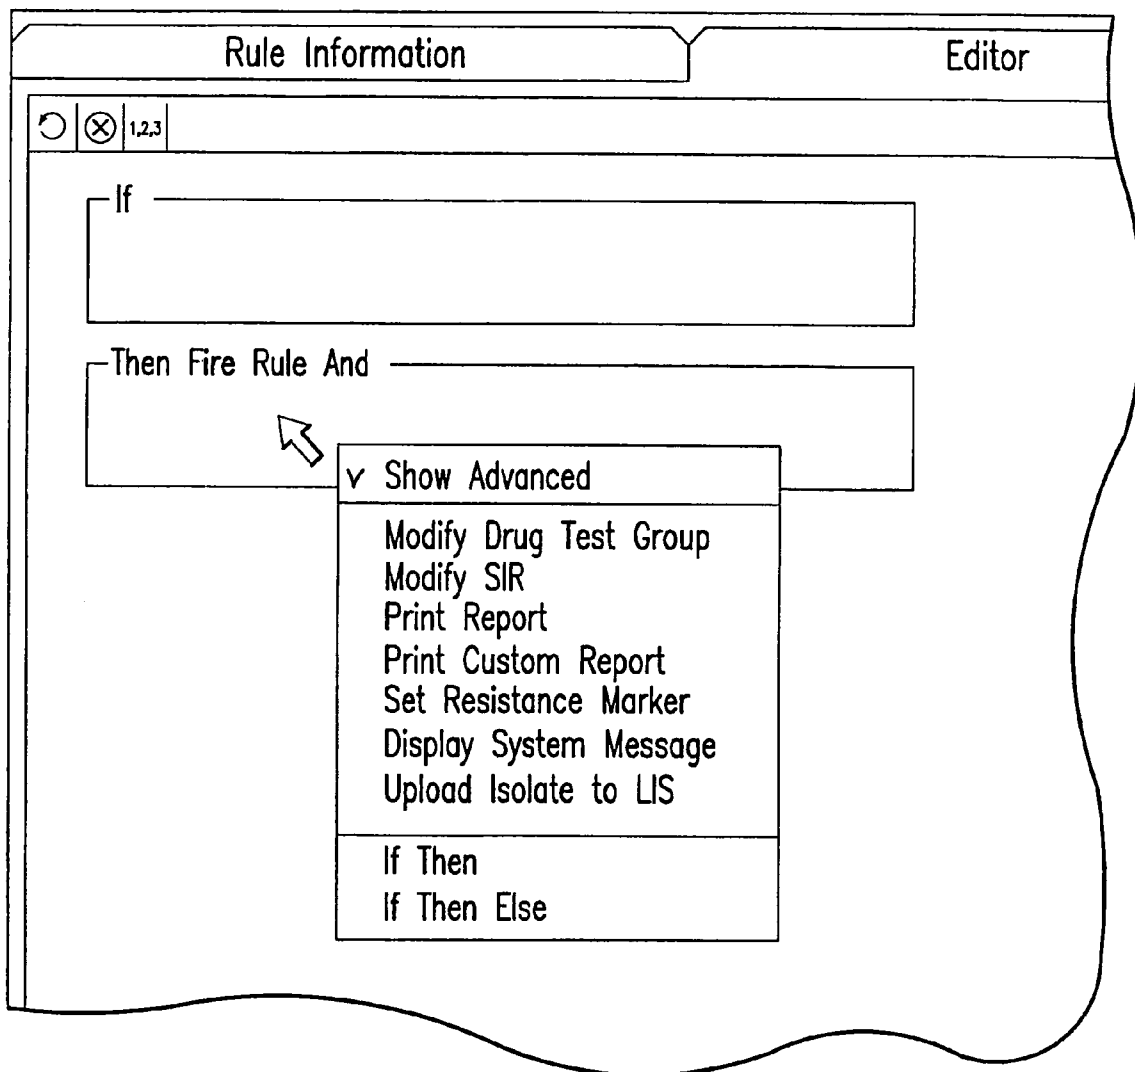 Rule Information
Editor
1,2,3
If
Then Fire Rule And
Show Advanced
Modify Drug Test Group
Modify SIR
Print Report
Print Custom Report
Set Resistance Marker
Display System Message
Upload Isolate to LIS
If Then
If Then Else